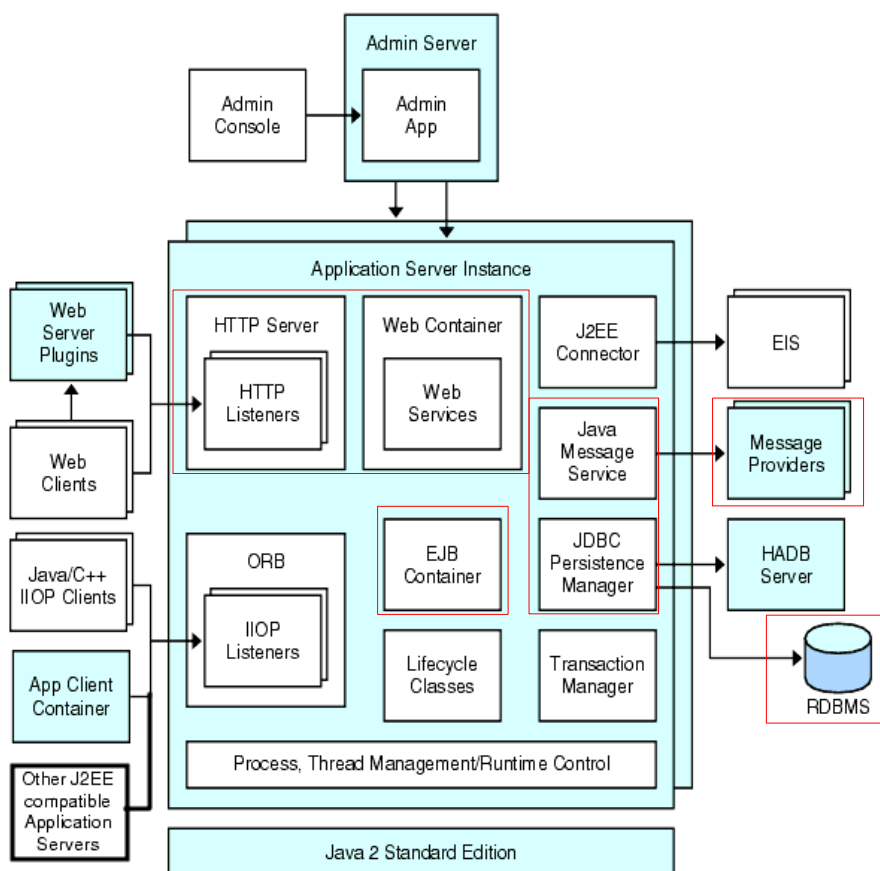 Admin Server
Admin
Console
Admin
App
Application Server Instance
Web
Server
Plugins
HTTP Server
HTTP
Listeners
Web Container
Web
Services
J2EE
Connector
EIS
Web
Clients
Java
Message
Service
Message
Providers
Java/C++
IIOP Clients
ORB
IIOP
Listeners
EJB
Container
JDBC
Persistence
Manager
HADB
Server
App Client
Container
Lifecycle
Classes
Transaction
Manager
RDBMS
Other J2EE
compatible
Application
Servers
Process, Thread Management/Runtime Control
Java 2 Standard Edition